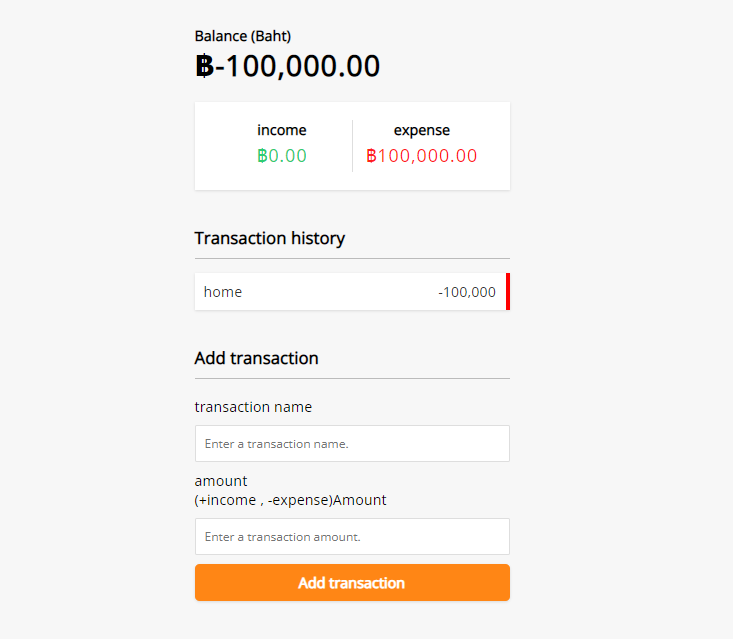 Balance (Baht)
฿-100,000.00
income
expense
฿0.00
฿100,000.00
Transaction history
home
-100,000
Add transaction
transaction name
Enter a transaction name.
amount
(+income , -expense)Amount
Enter a transaction amount.
Add transaction